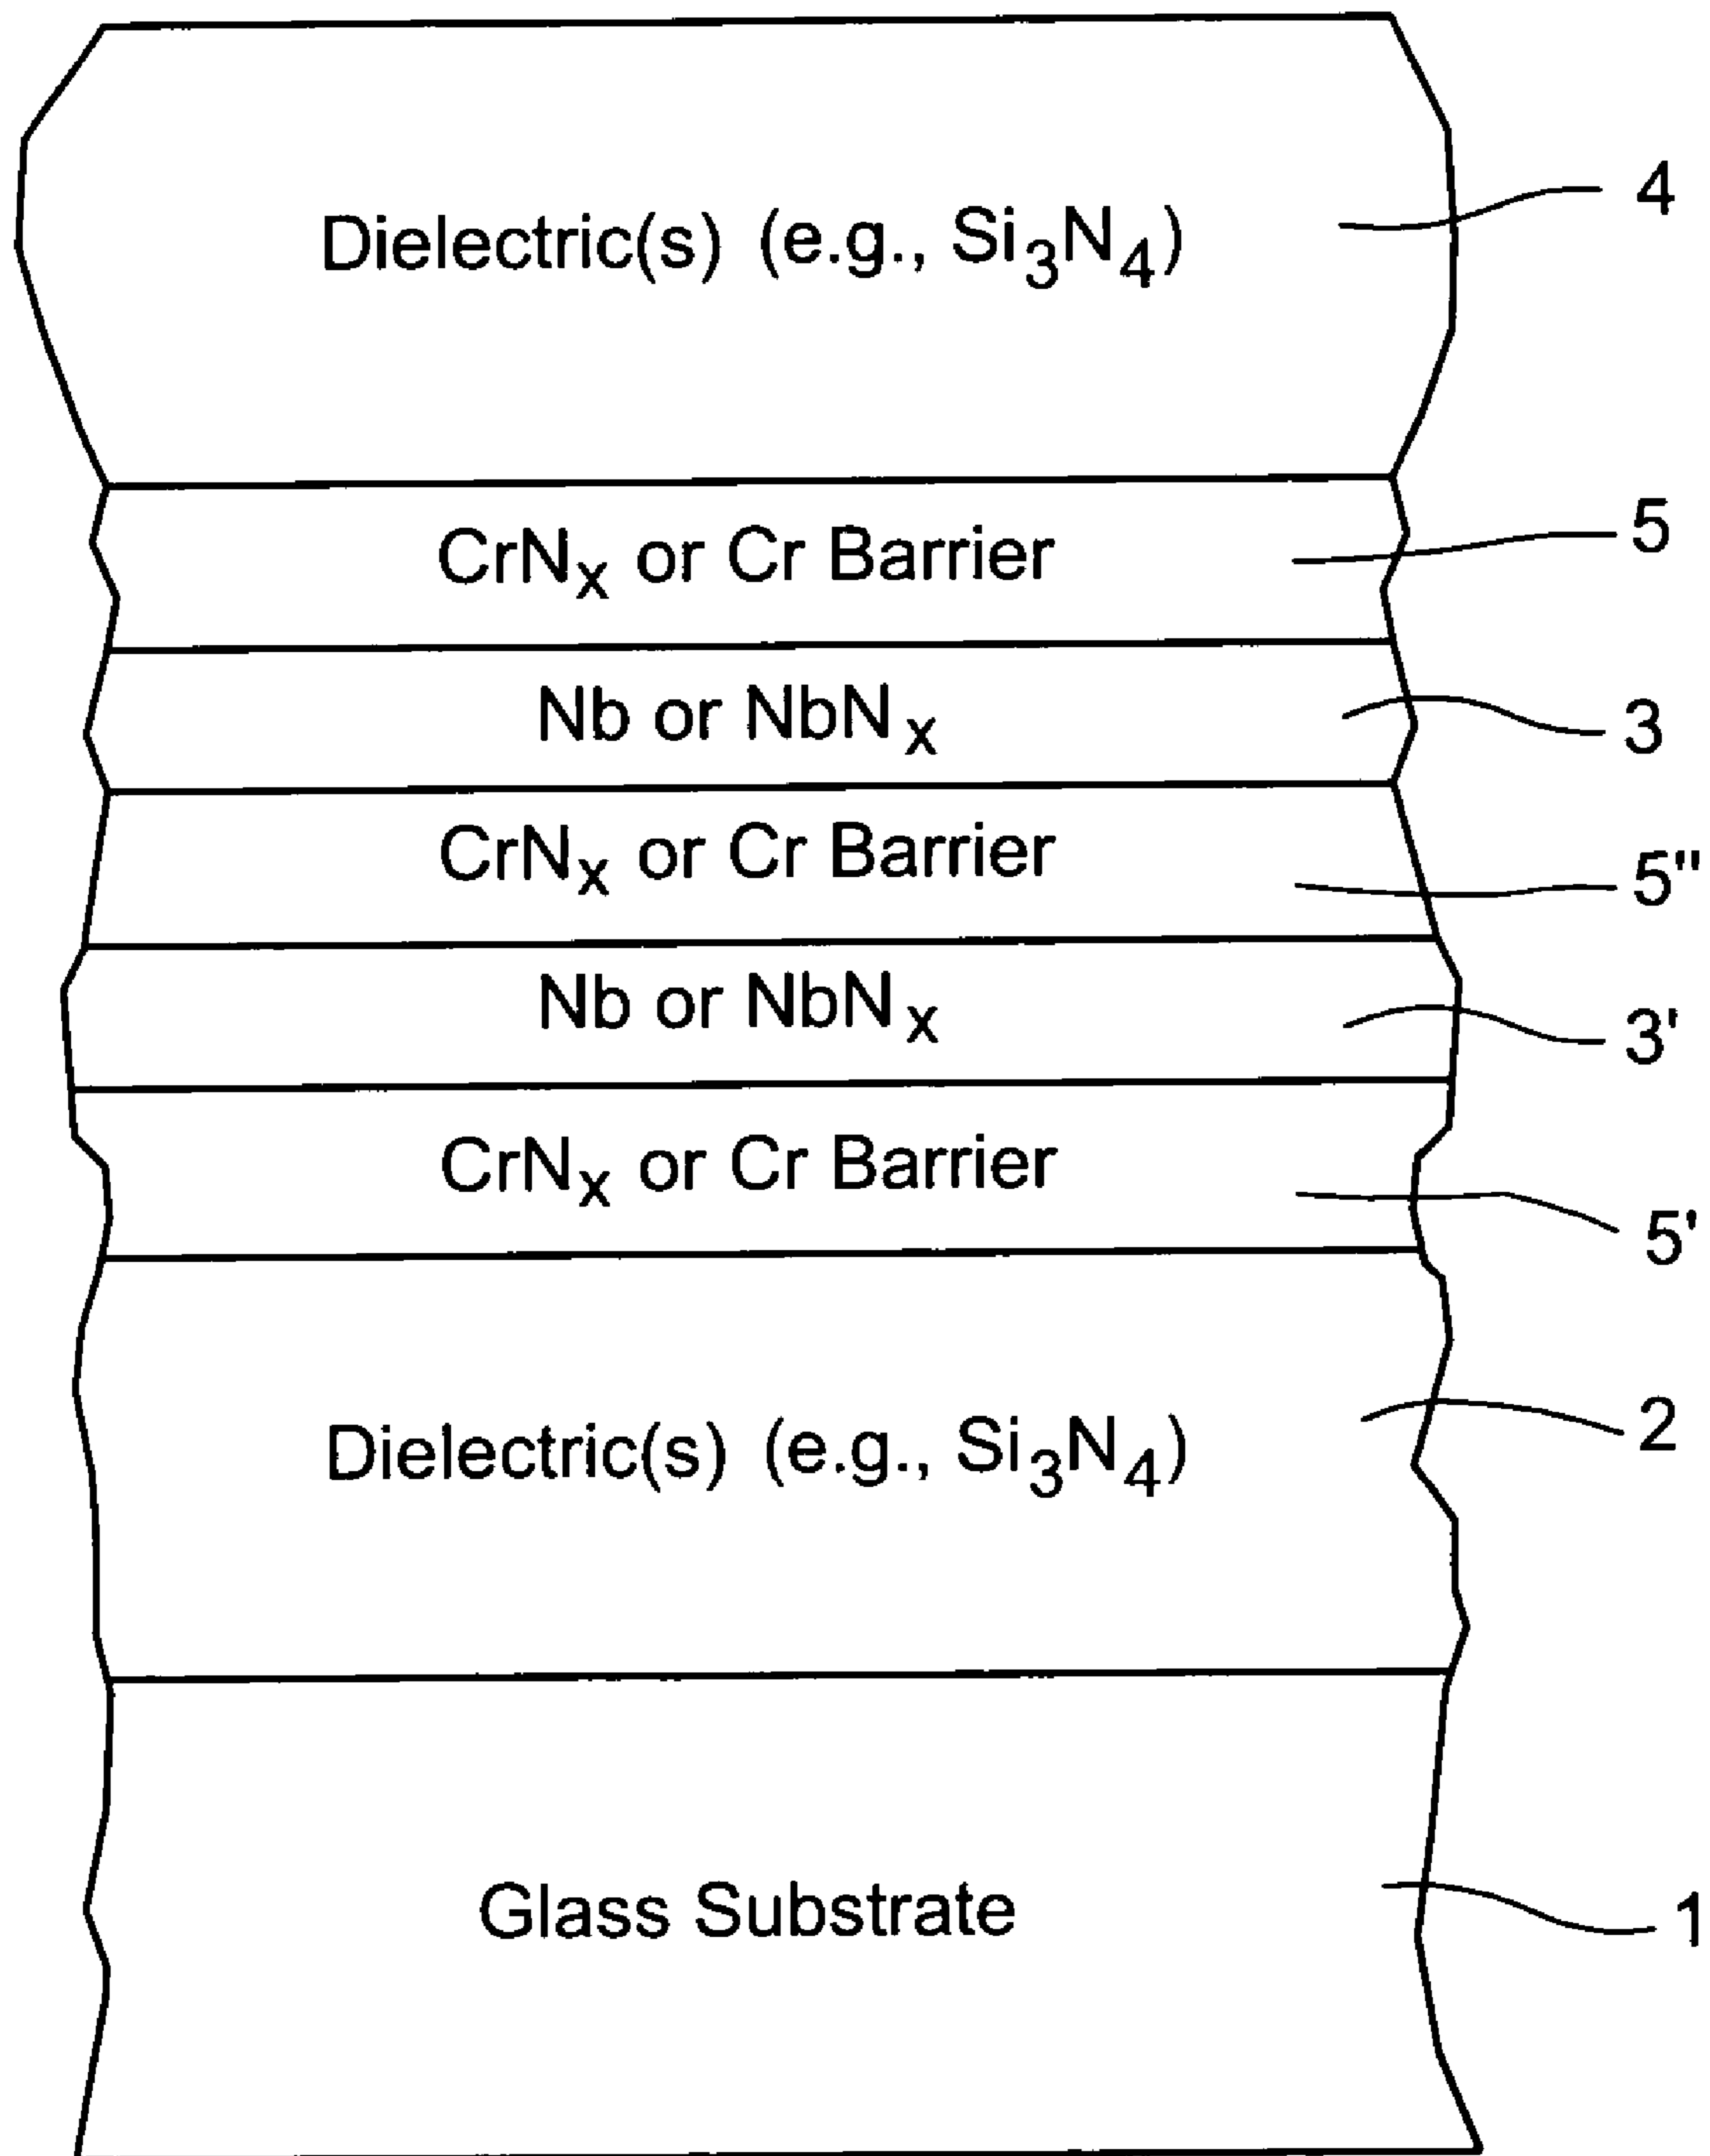 Dielectric(s) (e.g., Si₃N₄)
4
CrNₓ or Cr Barrier
5
Nb or NbNₓ
3
CrNₓ or Cr Barrier
5"
Nb or NbNₓ
3'
CrNₓ or Cr Barrier
5'
Dielectric(s) (e.g., Si₃N₄)
2
Glass Substrate
1